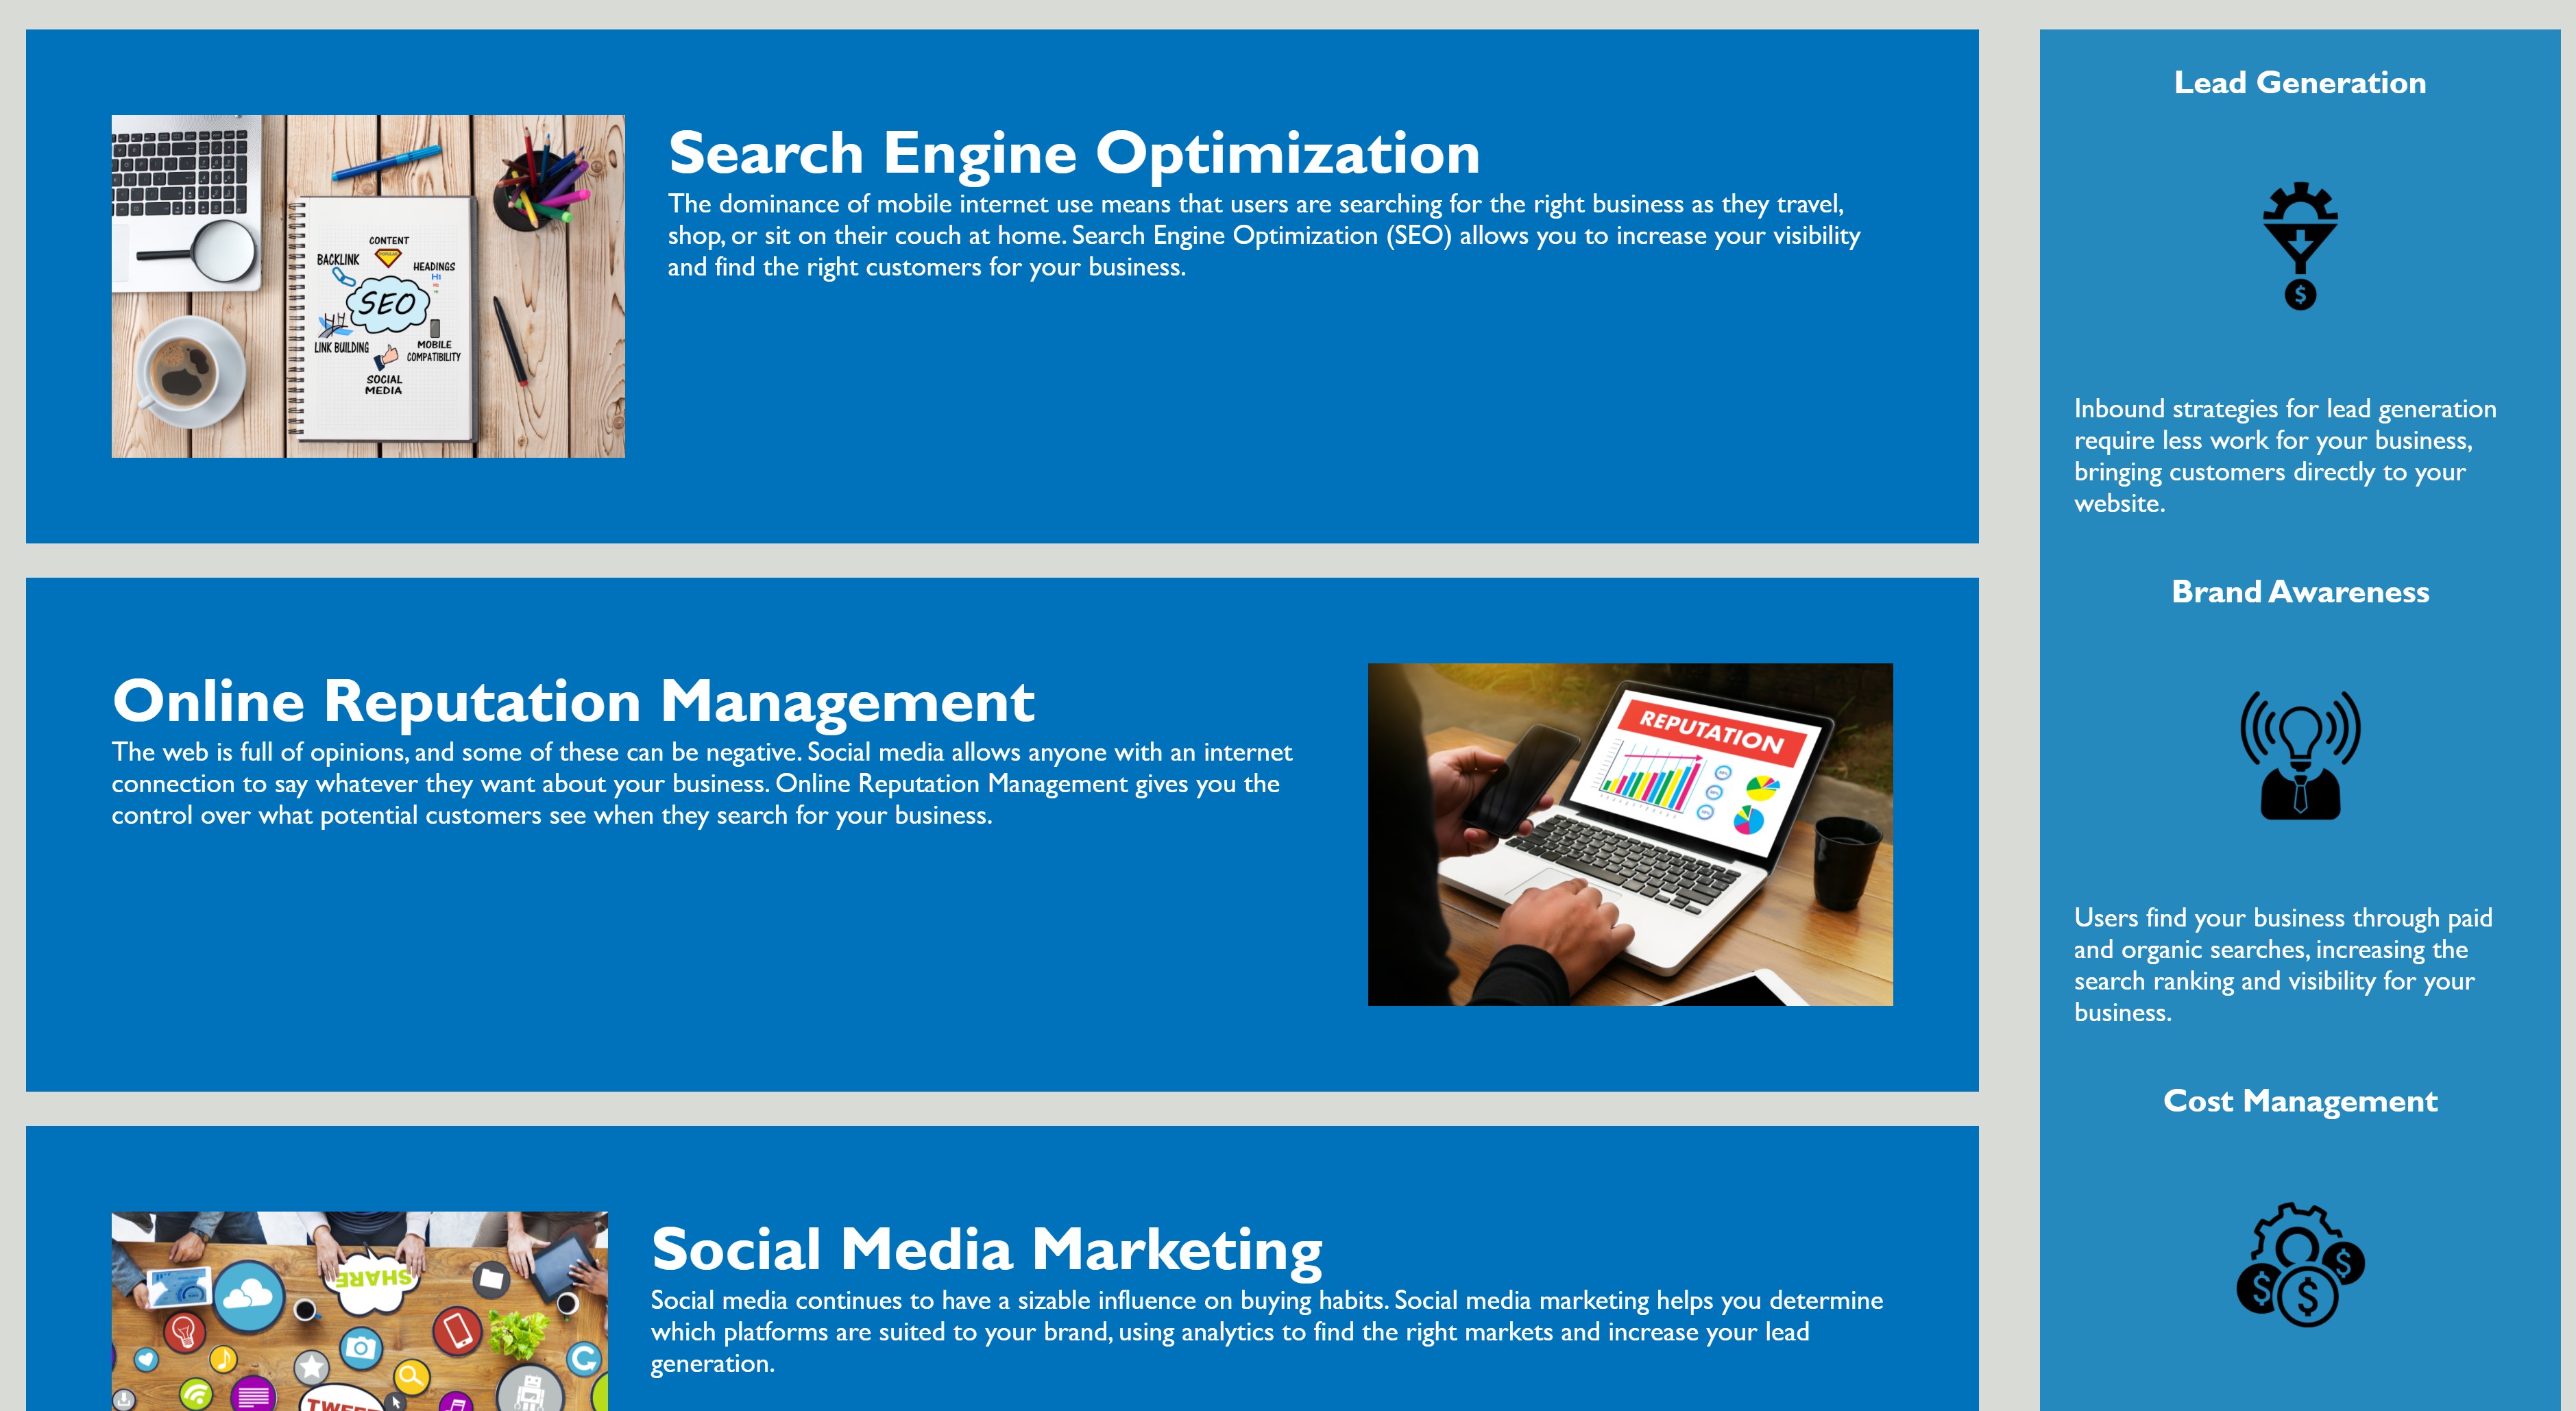 Search Engine Optimization
The dominance of mobile internet use means that users are searching for the right business as they travel,
shop, or sit on their couch at home. Search Engine Optimization (SEO) allows you to increase your visibility
and find the right customers for your business.
CONTENT
POPULAR
BACKLINK
HEADINGS
H1
H2
SEO
LINK BUILDING
MOBILE
COMPATIBILITY
SOCIAL
MEDIA
Online Reputation Management
The web is full of opinions, and some of these can be negative. Social media allows anyone with an internet
connection to say whatever they want about your business. Online Reputation Management gives you the
control over what potential customers see when they search for your business.
REPUTATION
Social Media Marketing
Social media continues to have a sizable influence on buying habits. Social media marketing helps you determine
which platforms are suited to your brand, using analytics to find the right markets and increase your lead
generation.
SHARE
TWEET
Lead Generation
$
Inbound strategies for lead generation
require less work for your business,
bringing customers directly to your
website.
Brand Awareness
Users find your business through paid
and organic searches, increasing the
search ranking and visibility for your
business.
Cost Management
$ $ $